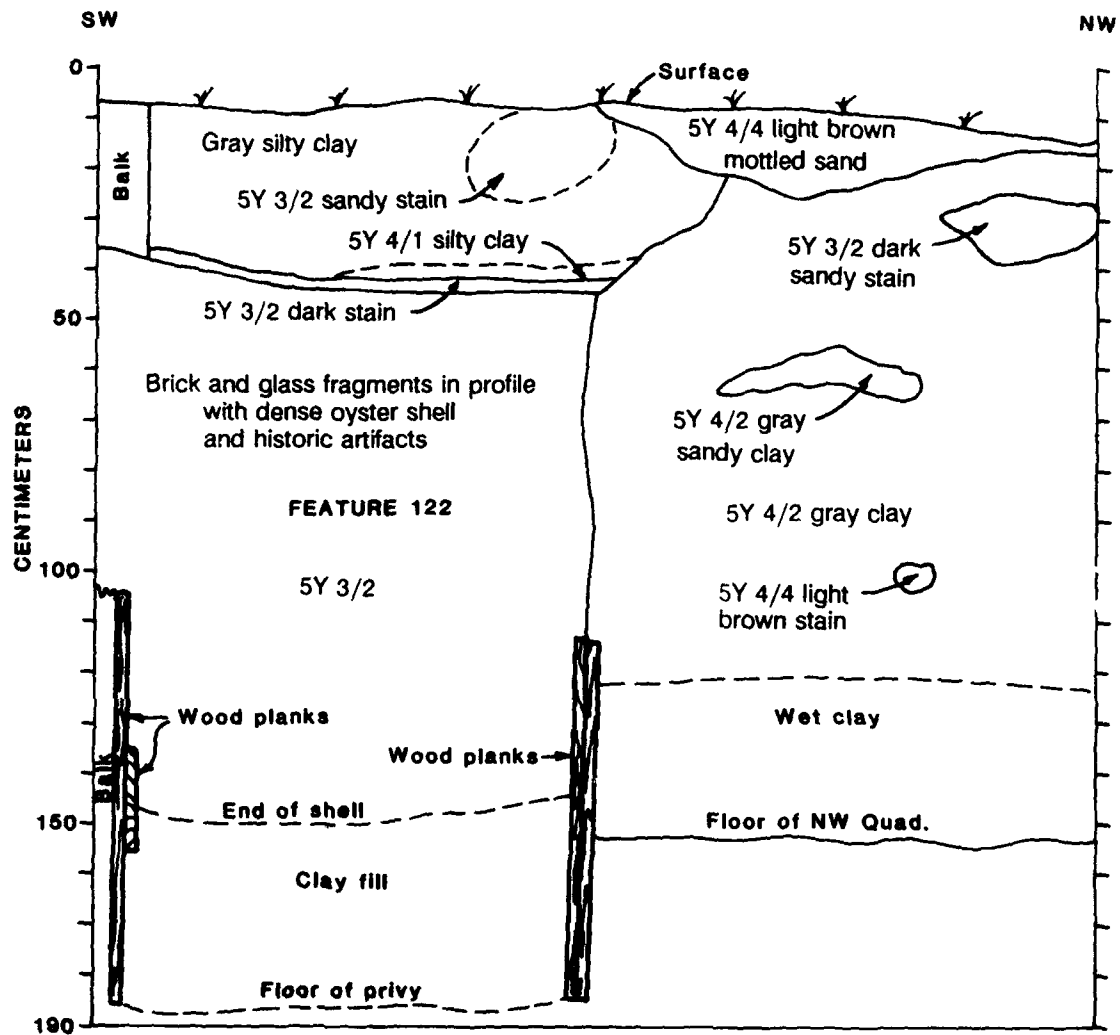 SW
NW
0
Surface
Gray silty clay
5Y 4/4 light brown
mottled sand
Balk
5Y 3/2 sandy stain
5Y 4/1 silty clay
5Y 3/2 dark
sandy stain
5Y 3/2 dark stain
50
Brick and glass fragments in profile
with dense oyster shell
and historic artifacts
5Y 4/2 gray
sandy clay
CENTIMETERS
FEATURE 122
5Y 4/2 gray clay
100
5Y 3/2
5Y 4/4 light
brown stain
Wood planks
Wet clay
Wood planks
Balk
End of shell
150
Floor of NW Quad.
Clay fill
Floor of privy
190